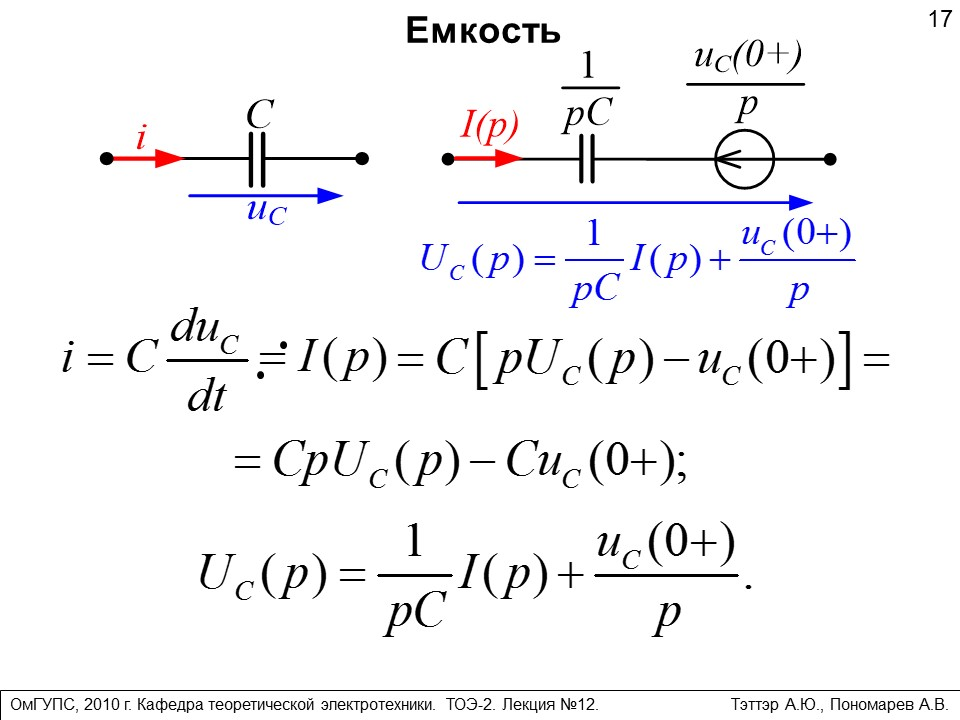 17
Емкость
i
C
u_C
I(p)
1/(pC)
u_C(0+)/p
U_C(p) = 1/(pC) I(p) + u_C(0+)/p
i = C du_C/dt ≓ I(p) = C[pU_C(p) − u_C(0+)] =
= CpU_C(p) − Cu_C(0+);
U_C(p) = 1/(pC) I(p) + u_C(0+)/p.
ОмГУПС, 2010 г. Кафедра теоретической электротехники. ТОЭ-2. Лекция №12. Тэттэр А.Ю., Пономарев А.В.